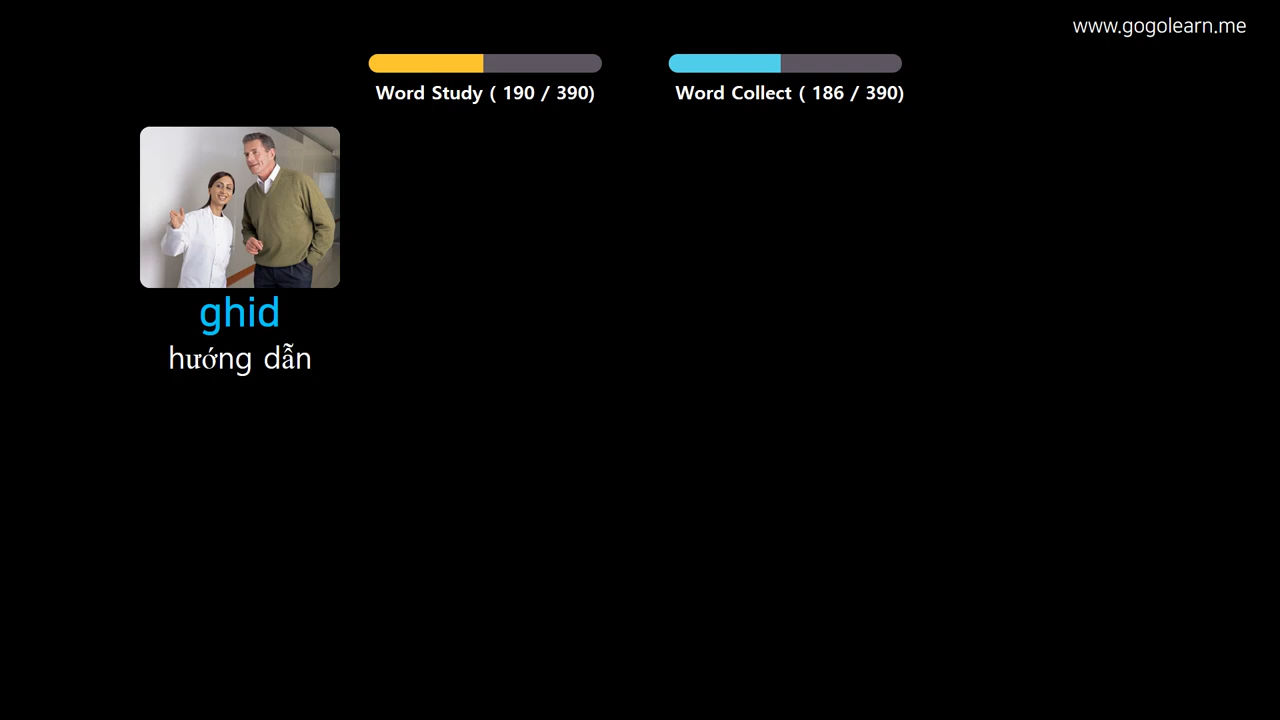 www.gogolearn.me
Word Study ( 190 / 390)
Word Collect ( 186 / 390)
ghid
hướng dẫn